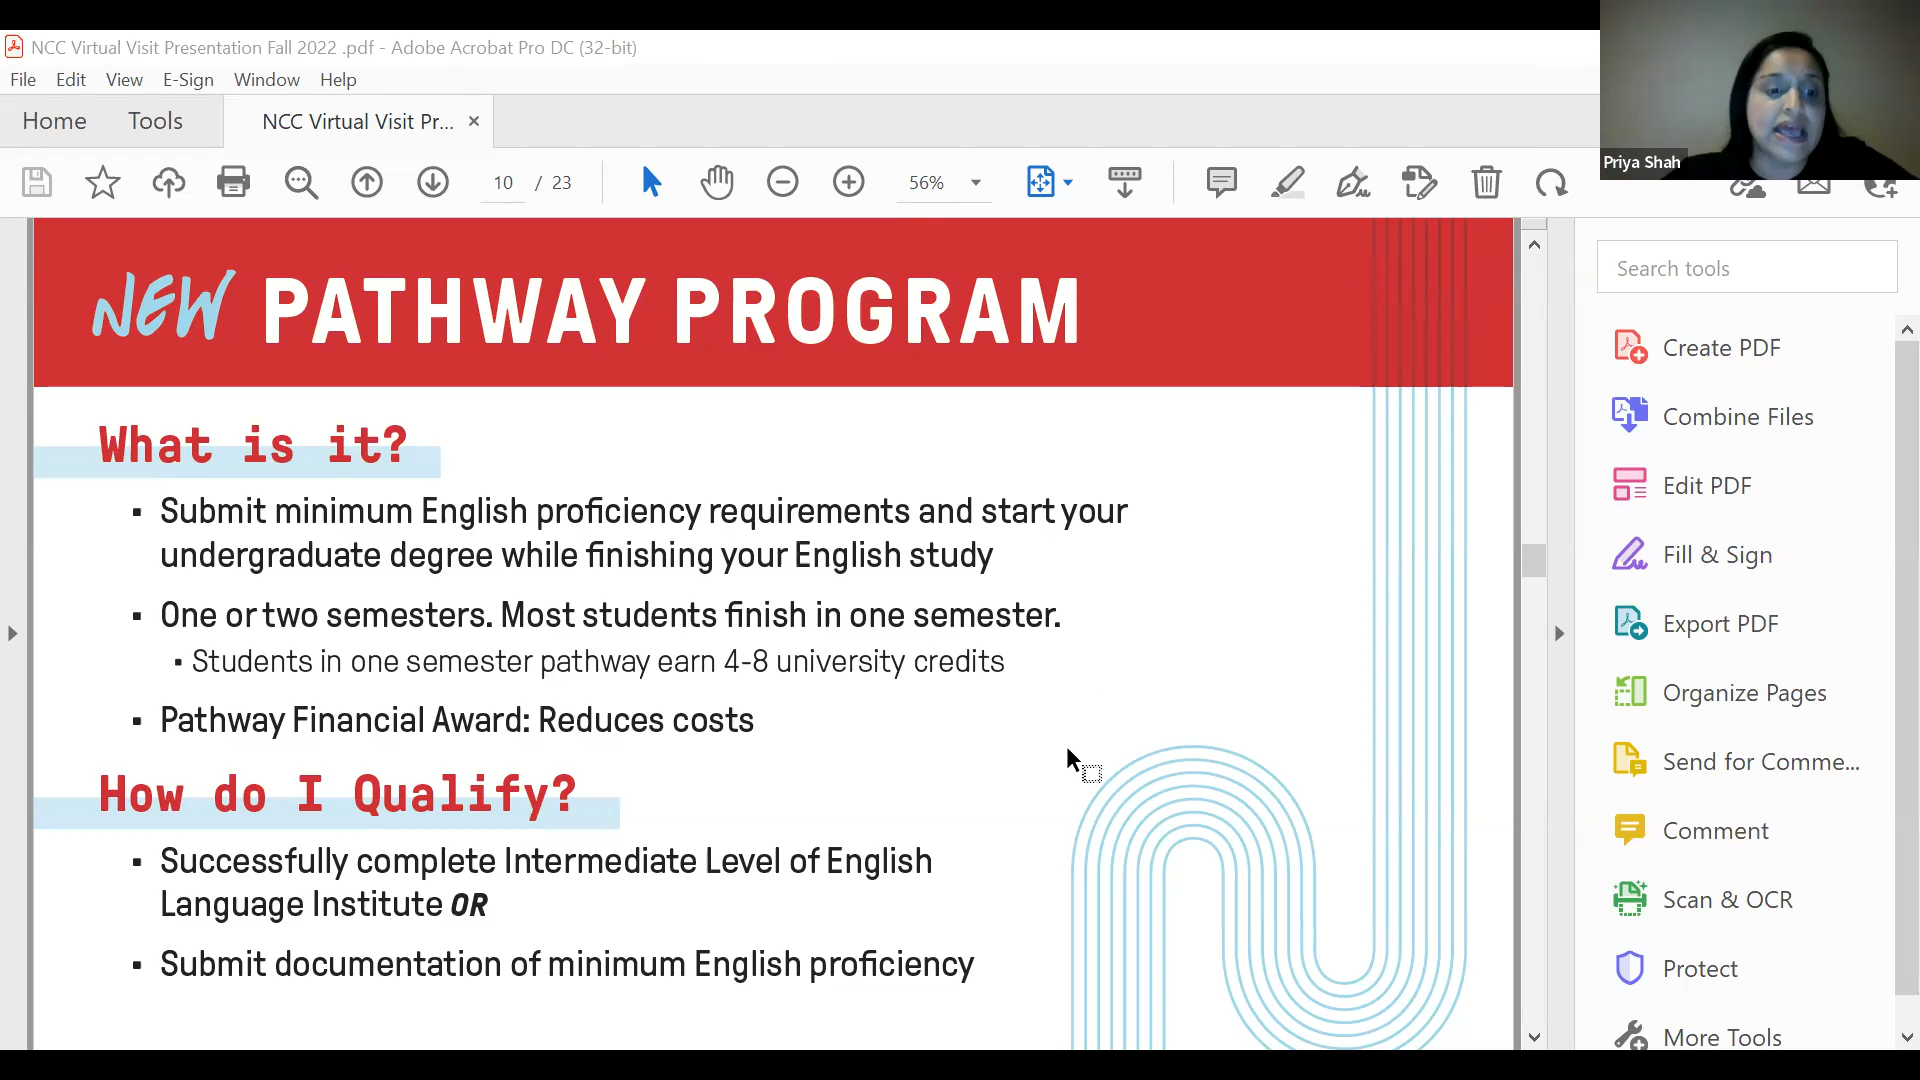 NCC Virtual Visit Presentation Fall 2022 .pdf - Adobe Acrobat Pro DC (32-bit)
File Edit View E-Sign Window Help
Home Tools NCC Virtual Visit Pr... ×
10 / 23 56%
Priya Shah
NEW PATHWAY PROGRAM
What is it?
▪ Submit minimum English proficiency requirements and start your
undergraduate degree while finishing your English study
▪ One or two semesters. Most students finish in one semester.
▪ Students in one semester pathway earn 4-8 university credits
▪ Pathway Financial Award: Reduces costs
How do I Qualify?
▪ Successfully complete Intermediate Level of English
Language Institute OR
▪ Submit documentation of minimum English proficiency
Search tools
Create PDF
Combine Files
Edit PDF
Fill & Sign
Export PDF
Organize Pages
Send for Comme...
Comment
Scan & OCR
Protect
More Tools